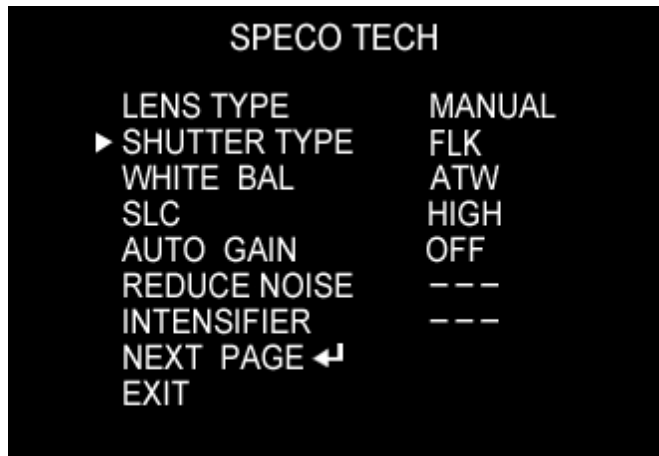 SPECO TECH
LENS TYPE MANUAL
▶ SHUTTER TYPE FLK
WHITE BAL ATW
SLC HIGH
AUTO GAIN OFF
REDUCE NOISE ---
INTENSIFIER ---
NEXT PAGE ↵
EXIT